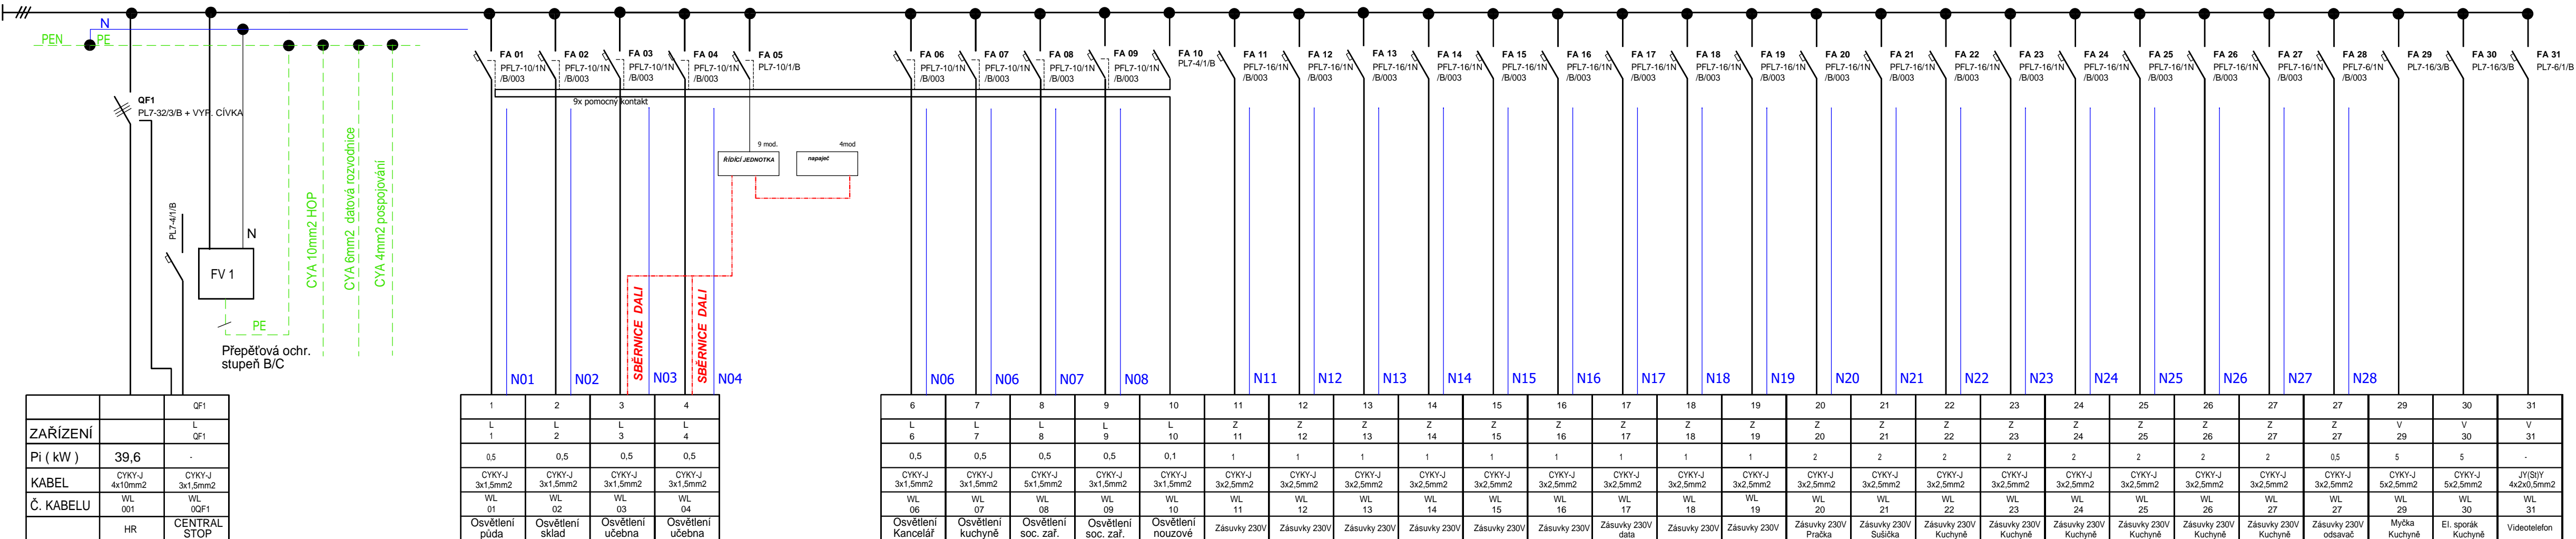 N
PEN
PE
QF1
PL7-32/3/B + VYP. CÍVKA
PL7-4/1/B
FV 1
N
PE
Přepěťová ochr.
stupeň B/C
CYA 10mm2 HOP
CYA 6mm2 datová rozvodnice
CYA 4mm2 pospojování
FA 01
PFL7-10/1N
/B/003
FA 02
PFL7-10/1N
/B/003
FA 03
PFL7-10/1N
/B/003
FA 04
PFL7-10/1N
/B/003
FA 05
PL7-10/1/B
FA 06
PFL7-10/1N
/B/003
FA 07
PFL7-10/1N
/B/003
FA 08
PFL7-10/1N
/B/003
FA 09
PFL7-10/1N
/B/003
FA 10
PL7-4/1/B
FA 11
PFL7-16/1N
/B/003
FA 12
PFL7-16/1N
/B/003
FA 13
PFL7-16/1N
/B/003
FA 14
PFL7-16/1N
/B/003
FA 15
PFL7-16/1N
/B/003
FA 16
PFL7-16/1N
/B/003
FA 17
PFL7-16/1N
/B/003
FA 18
PFL7-16/1N
/B/003
FA 19
PFL7-16/1N
/B/003
FA 20
PFL7-16/1N
/B/003
FA 21
PFL7-16/1N
/B/003
FA 22
PFL7-16/1N
/B/003
FA 23
PFL7-16/1N
/B/003
FA 24
PFL7-16/1N
/B/003
FA 25
PFL7-16/1N
/B/003
FA 26
PFL7-16/1N
/B/003
FA 27
PFL7-16/1N
/B/003
FA 28
PFL7-6/1N
/B/003
FA 29
PL7-16/3/B
FA 30
PL7-16/3/B
FA 31
PL7-6/1/B
9x pomocný kontakt
9 mod.
ŘÍDÍCÍ JEDNOTKA
4mod
napaječ
SBĚRNICE DALI
SBĚRNICE DALI
N01 N02 N03 N04 N06 N06 N07 N08 N11 N12 N13 N14 N15 N16 N17 N18 N19 N20 N21 N22 N23 N24 N25 N26 N27 N28
QF1 1 2 3 4 6 7 8 9 10 11 12 13 14 15 16 17 18 19 20 21 22 23 24 25 26 27 27 29 30 31
ZAŘÍZENÍ L L L L L L L L L L Z Z Z Z Z Z Z Z Z Z Z Z Z Z Z Z Z Z V V V
QF1 1 2 3 4 6 7 8 9 10 11 12 13 14 15 16 17 18 19 20 21 22 23 24 25 26 27 27 29 30 31
Pi ( kW ) 39,6 - 0,5 0,5 0,5 0,5 0,5 0,5 0,5 0,5 0,1 1 1 1 1 1 1 1 1 1 2 2 2 2 2 2 2 2 0,5 5 5 -
KABEL CYKY-J CYKY-J CYKY-J CYKY-J CYKY-J CYKY-J CYKY-J CYKY-J CYKY-J CYKY-J CYKY-J CYKY-J CYKY-J CYKY-J CYKY-J CYKY-J CYKY-J CYKY-J CYKY-J CYKY-J CYKY-J CYKY-J CYKY-J CYKY-J CYKY-J CYKY-J CYKY-J CYKY-J CYKY-J CYKY-J CYKY-J JY(St)Y
4x10mm2 3x1,5mm2 3x1,5mm2 3x1,5mm2 3x1,5mm2 3x1,5mm2 3x1,5mm2 3x1,5mm2 5x1,5mm2 3x1,5mm2 3x1,5mm2 3x2,5mm2 3x2,5mm2 3x2,5mm2 3x2,5mm2 3x2,5mm2 3x2,5mm2 3x2,5mm2 3x2,5mm2 3x2,5mm2 3x2,5mm2 3x2,5mm2 3x2,5mm2 3x2,5mm2 3x2,5mm2 3x2,5mm2 3x2,5mm2 3x2,5mm2 3x2,5mm2 5x2,5mm2 5x2,5mm2 4x2x0,5mm2
Č. KABELU WL WL WL WL WL WL WL WL WL WL WL WL WL WL WL WL WL WL WL WL WL WL WL WL WL WL WL WL WL WL WL WL
001 0QF1 01 02 03 04 06 07 08 09 10 11 12 13 14 15 16 17 18 19 20 21 22 23 24 25 26 27 27 29 30 31
HR CENTRAL Osvětlení Osvětlení Osvětlení Osvětlení Osvětlení Osvětlení Osvětlení Osvětlení Osvětlení Zásuvky 230V Zásuvky 230V Zásuvky 230V Zásuvky 230V Zásuvky 230V Zásuvky 230V Zásuvky 230V Zásuvky 230V Zásuvky 230V Zásuvky 230V Zásuvky 230V Zásuvky 230V Zásuvky 230V Zásuvky 230V Zásuvky 230V Zásuvky 230V Zásuvky 230V Zásuvky 230V Myčka El. sporák Videotelefon
STOP půda sklad učebna učebna Kancelář kuchyně soc. zař. soc. zař. nouzové data Pračka Sušička Kuchyně Kuchyně Kuchyně Kuchyně Kuchyně Kuchyně odsavač Kuchyně Kuchyně